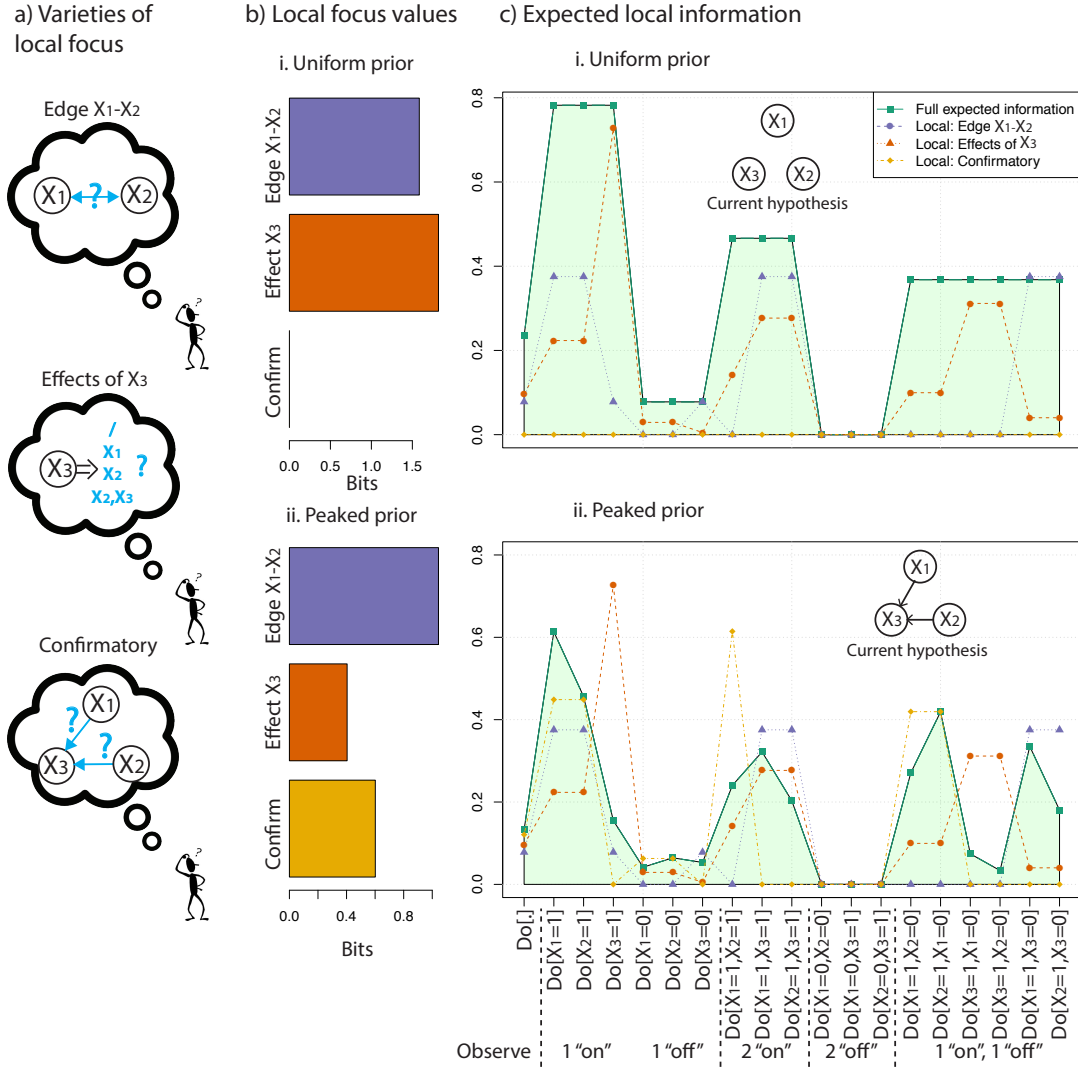 a) Varieties of
local focus
Edge X1-X2
X1
?
X2
?
Effects of X3
X3
/
X1
X2
X2,X3
?
?
Confirmatory
X1
?
?
X3
X2
?
b) Local focus values
i. Uniform prior
Edge X1-X2
Effect X3
Confirm
0.0 0.5 1.0 1.5
Bits
ii. Peaked prior
Edge X1-X2
Effect X3
Confirm
0.0 0.4 0.8
Bits
c) Expected local information
i. Uniform prior
0.8
0.6
0.4
0.2
0.0
Full expected information
Local: Edge X1-X2
Local: Effects of X3
Local: Confirmatory
X1
X3
X2
Current hypothesis
ii. Peaked prior
0.8
0.6
0.4
0.2
0.0
X1
X3
X2
Current hypothesis
Do[.]
Do[X1=1]
Do[X2=1]
Do[X3=1]
Do[X1=0]
Do[X2=0]
Do[X3=0]
Do[X1=1,X2=1]
Do[X1=1,X3=1]
Do[X2=1,X3=1]
Do[X1=0,X2=0]
Do[X1=0,X3=1]
Do[X2=0,X3=1]
Do[X1=1,X2=0]
Do[X2=1,X1=0]
Do[X3=1,X1=0]
Do[X3=1,X2=0]
Do[X1=1,X3=0]
Do[X2=1,X3=0]
Observe
1 “on”
1 “off”
2 “on”
2 “off”
1 “on”, 1 “off”